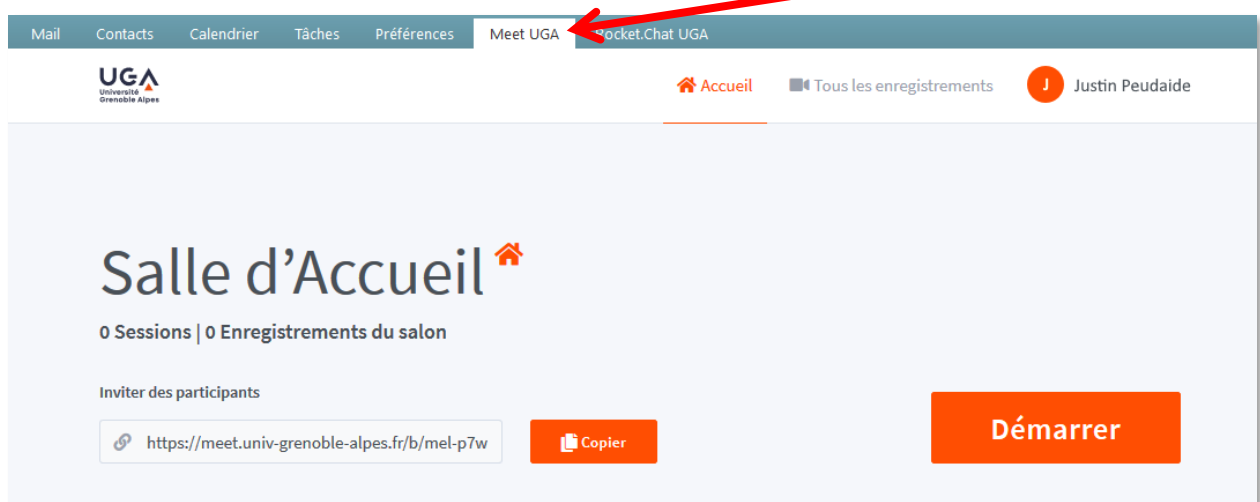 Mail Contacts Calendrier Tâches Préférences Meet UGA Rocket.Chat UGA
UGA
Université
Grenoble Alpes
Accueil Tous les enregistrements J Justin Peudaide
Salle d’Accueil
0 Sessions | 0 Enregistrements du salon
Inviter des participants
https://meet.univ-grenoble-alpes.fr/b/mel-p7w Copier
Démarrer